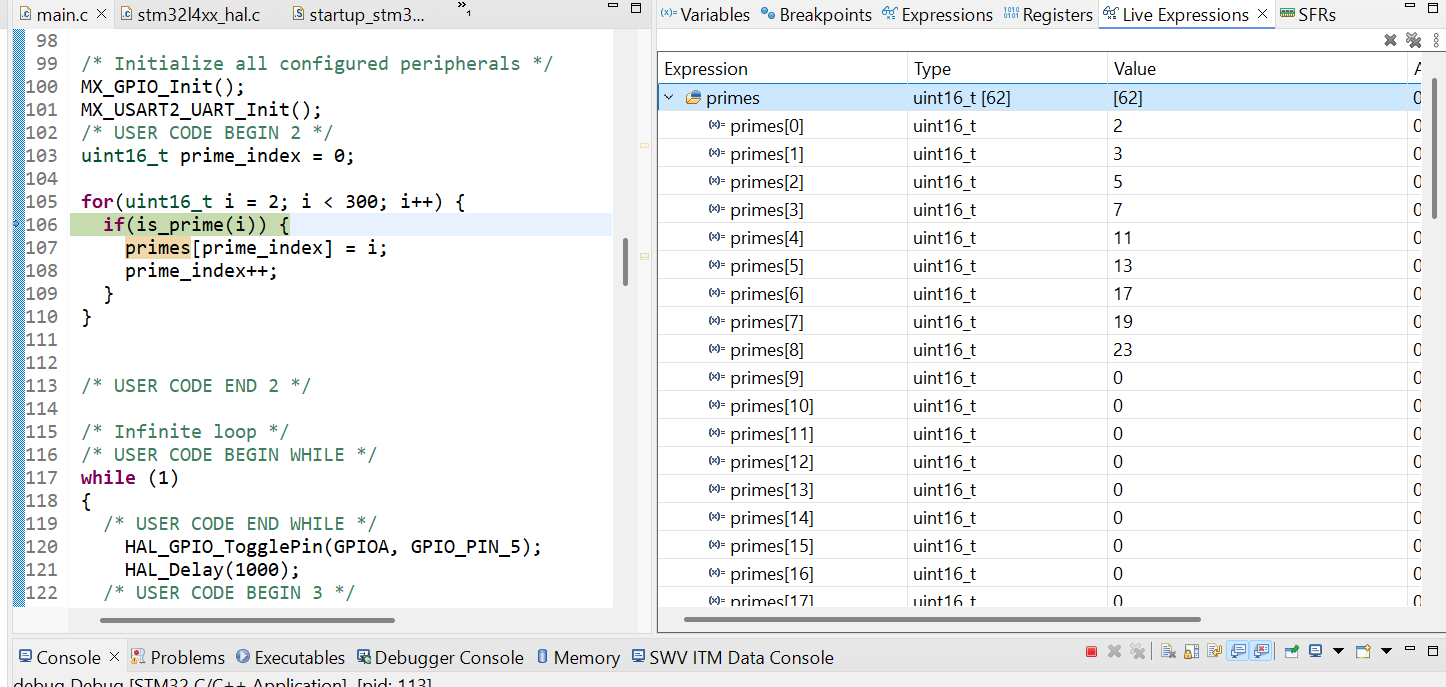 main.c stm32l4xx_hal.c startup_stm3... »1
98
99 /* Initialize all configured peripherals */
100 MX_GPIO_Init();
101 MX_USART2_UART_Init();
102 /* USER CODE BEGIN 2 */
103 uint16_t prime_index = 0;
104
105 for(uint16_t i = 2; i < 300; i++) {
106 if(is_prime(i)) {
107 primes[prime_index] = i;
108 prime_index++;
109 }
110 }
111
112
113 /* USER CODE END 2 */
114
115 /* Infinite loop */
116 /* USER CODE BEGIN WHILE */
117 while (1)
118 {
119 /* USER CODE END WHILE */
120 HAL_GPIO_TogglePin(GPIOA, GPIO_PIN_5);
121 HAL_Delay(1000);
122 /* USER CODE BEGIN 3 */
(x)= Variables Breakpoints Expressions 1010 0101 Registers Live Expressions SFRs
Expression Type Value A
primes uint16_t [62] [62] 0
(x)= primes[0] uint16_t 2 0
(x)= primes[1] uint16_t 3 0
(x)= primes[2] uint16_t 5 0
(x)= primes[3] uint16_t 7 0
(x)= primes[4] uint16_t 11 0
(x)= primes[5] uint16_t 13 0
(x)= primes[6] uint16_t 17 0
(x)= primes[7] uint16_t 19 0
(x)= primes[8] uint16_t 23 0
(x)= primes[9] uint16_t 0 0
(x)= primes[10] uint16_t 0 0
(x)= primes[11] uint16_t 0 0
(x)= primes[12] uint16_t 0 0
(x)= primes[13] uint16_t 0 0
(x)= primes[14] uint16_t 0 0
(x)= primes[15] uint16_t 0 0
(x)= primes[16] uint16_t 0 0
(x)= primes[17] uint16_t 0 0
Console Problems Executables Debugger Console Memory SWV ITM Data Console
debug Debug [STM32 C/C++ Application] [pid: 113]